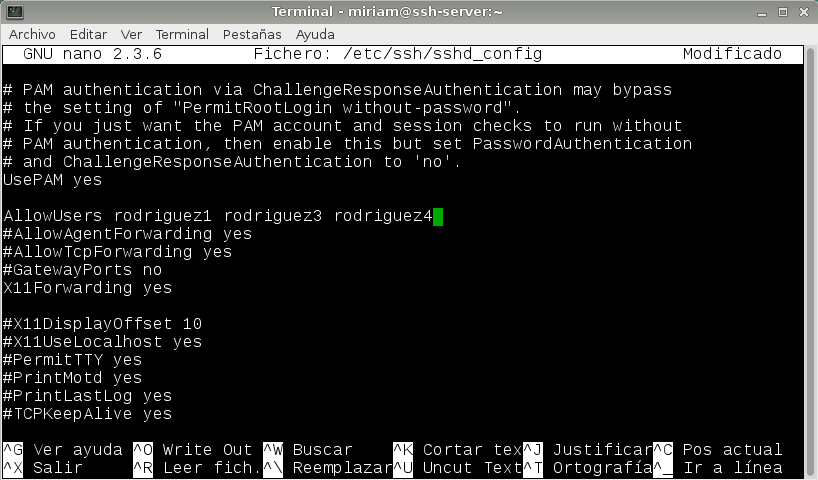 Terminal - miriam@ssh-server:~
Archivo Editar Ver Terminal Pestañas Ayuda
GNU nano 2.3.6 Fichero: /etc/ssh/sshd_config Modificado
# PAM authentication via ChallengeResponseAuthentication may bypass
# the setting of "PermitRootLogin without-password".
# If you just want the PAM account and session checks to run without
# PAM authentication, then enable this but set PasswordAuthentication
# and ChallengeResponseAuthentication to 'no'.
UsePAM yes
AllowUsers rodriguez1 rodriguez3 rodriguez4
#AllowAgentForwarding yes
#AllowTcpForwarding yes
#GatewayPorts no
X11Forwarding yes
#X11DisplayOffset 10
#X11UseLocalhost yes
#PermitTTY yes
#PrintMotd yes
#PrintLastLog yes
#TCPKeepAlive yes
^G Ver ayuda ^O Write Out ^W Buscar ^K Cortar tex^J Justificar^C Pos actual
^X Salir ^R Leer fich.^\ Reemplazar^U Uncut Text^T Ortografía^_ Ir a línea